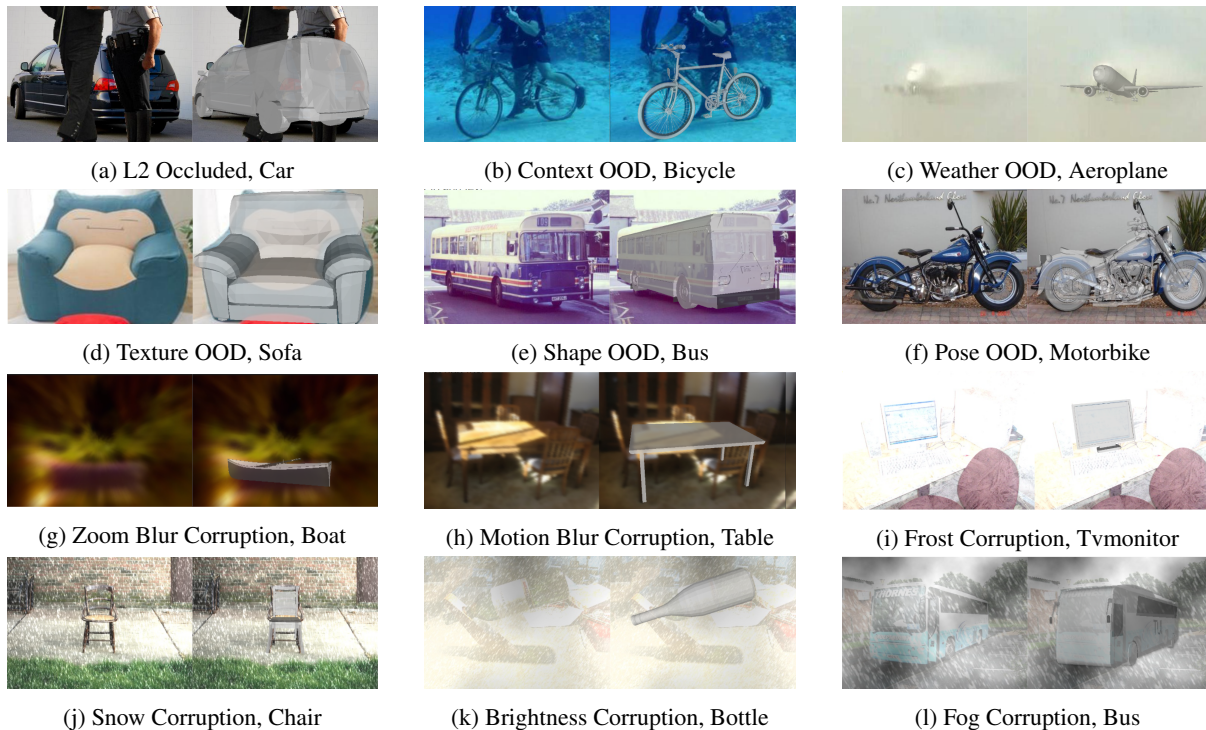 (a) L2 Occluded, Car
(b) Context OOD, Bicycle
(c) Weather OOD, Aeroplane
(d) Texture OOD, Sofa
(e) Shape OOD, Bus
No. 7
(f) Pose OOD, Motorbike
(g) Zoom Blur Corruption, Boat
(h) Motion Blur Corruption, Table
(i) Frost Corruption, Tvmonitor
(j) Snow Corruption, Chair
(k) Brightness Corruption, Bottle
(l) Fog Corruption, Bus